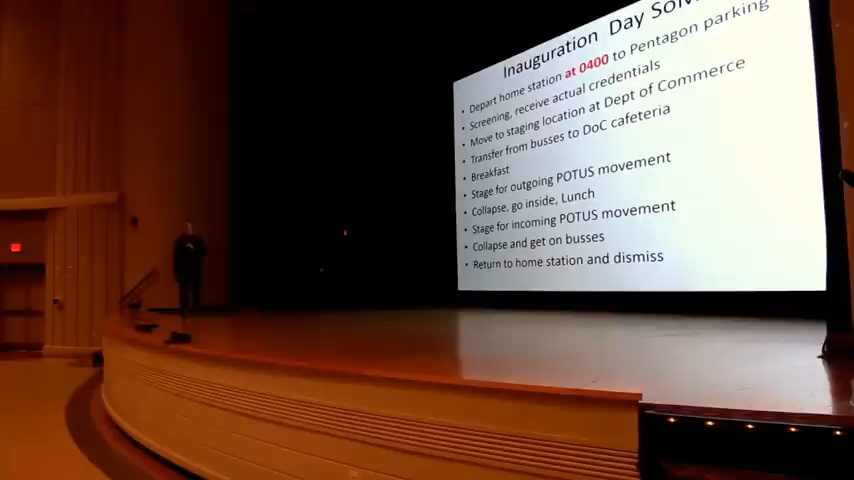 Inauguration Day
• Depart home station at 0400 to Pentagon parking
• Screening, receive actual credentials
• Move to staging location at Dept of Commerce
• Transfer from busses to DoC cafeteria
• Breakfast
• Stage for outgoing POTUS movement
• Collapse, go inside, Lunch
• Stage for incoming POTUS movement
• Collapse and get on busses
• Return to home station and dismiss